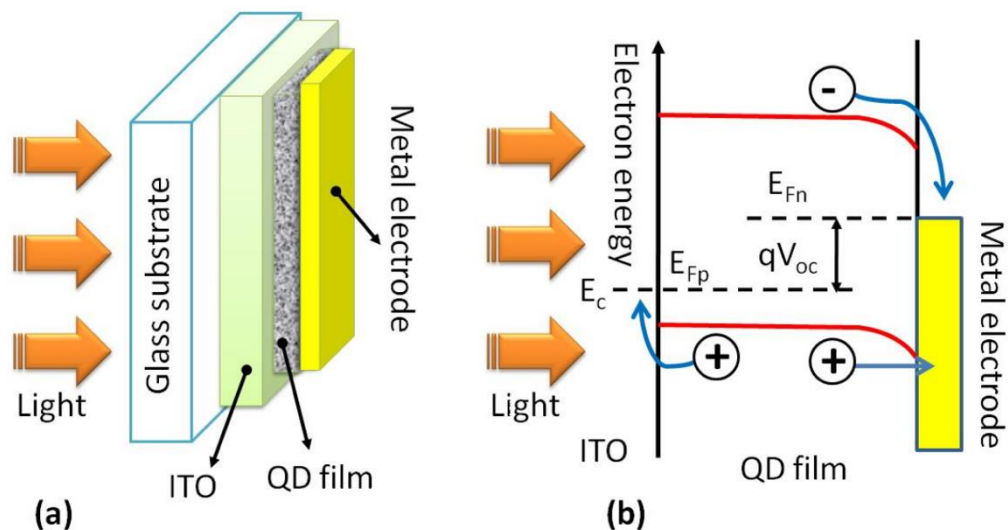 Light
Glass substrate
ITO
QD film
Metal electrode
(a)
Electron energy
E_Fn
qV_oc
E_Fp
E_c
-
+
+
ITO
QD film
Metal electrode
(b)